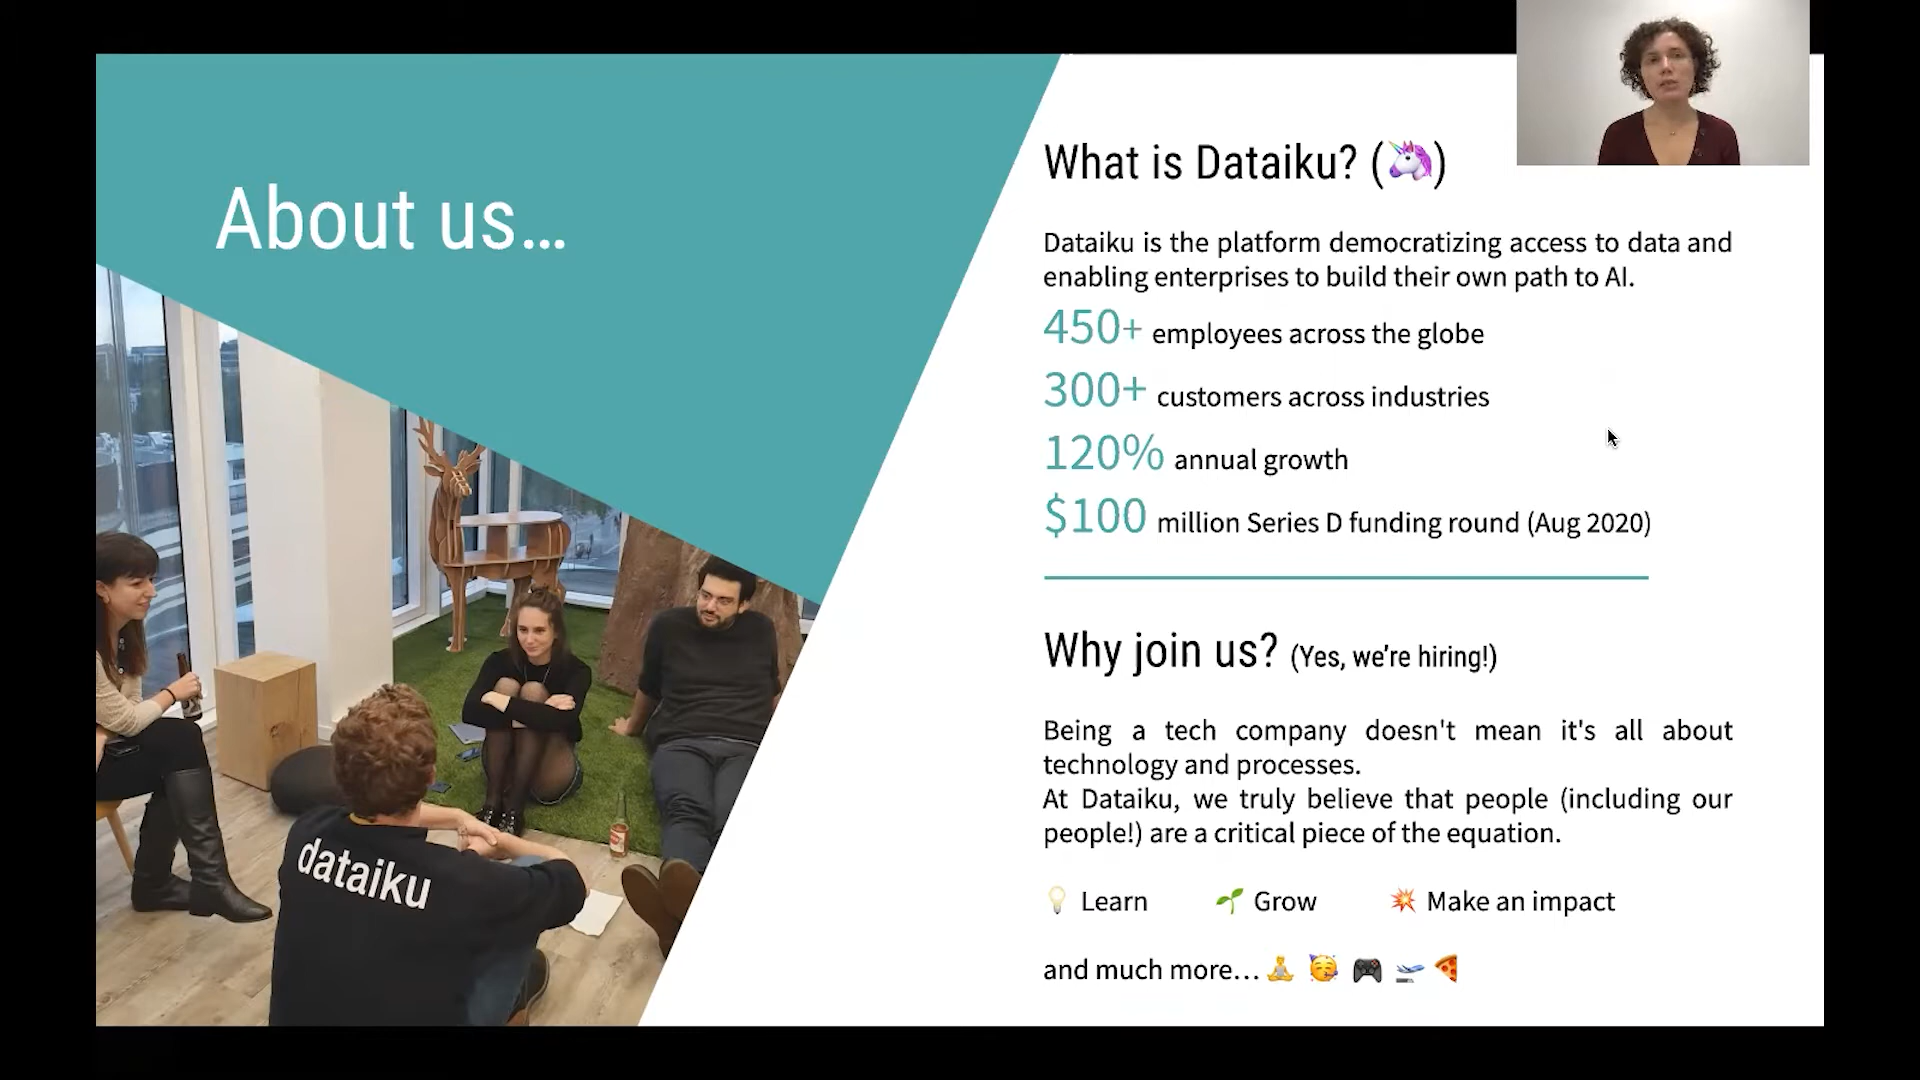 About us...
What is Dataiku? (🦄)
Dataiku is the platform democratizing access to data and
enabling enterprises to build their own path to AI.
450+ employees across the globe
300+ customers across industries
120% annual growth
$100 million Series D funding round (Aug 2020)
Why join us? (Yes, we're hiring!)
Being a tech company doesn't mean it's all about
technology and processes.
At Dataiku, we truly believe that people (including our
people!) are a critical piece of the equation.
💡 Learn 🌱 Grow 💥 Make an impact
and much more... 🧘 🥳 🎮 🛫 🍕
dataiku